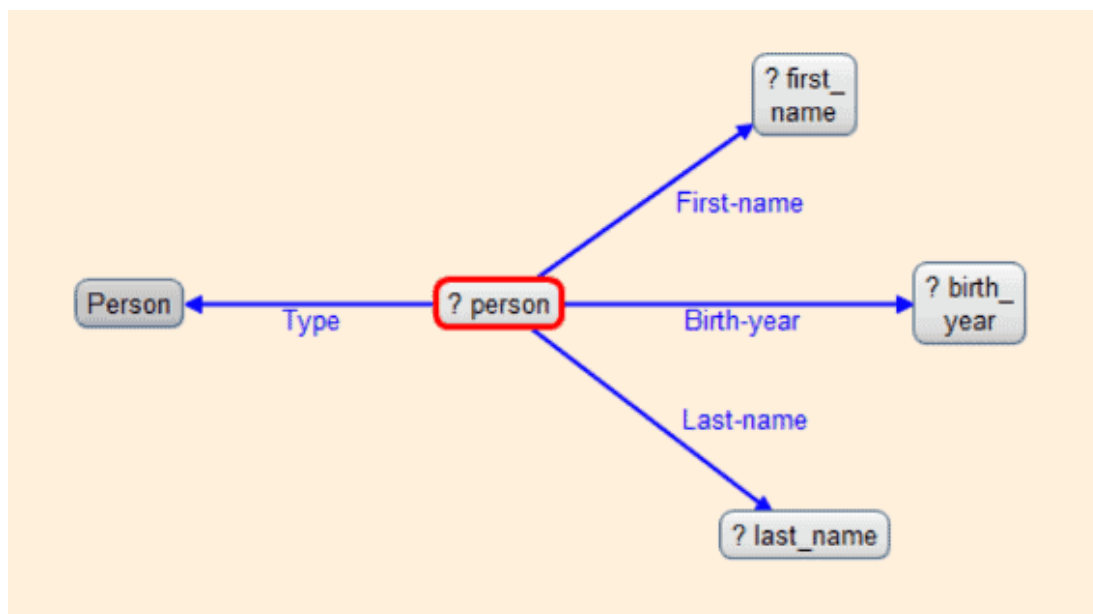 ? first_
name
First-name
Person
Type
? person
Birth-year
? birth_
year
Last-name
? last_name